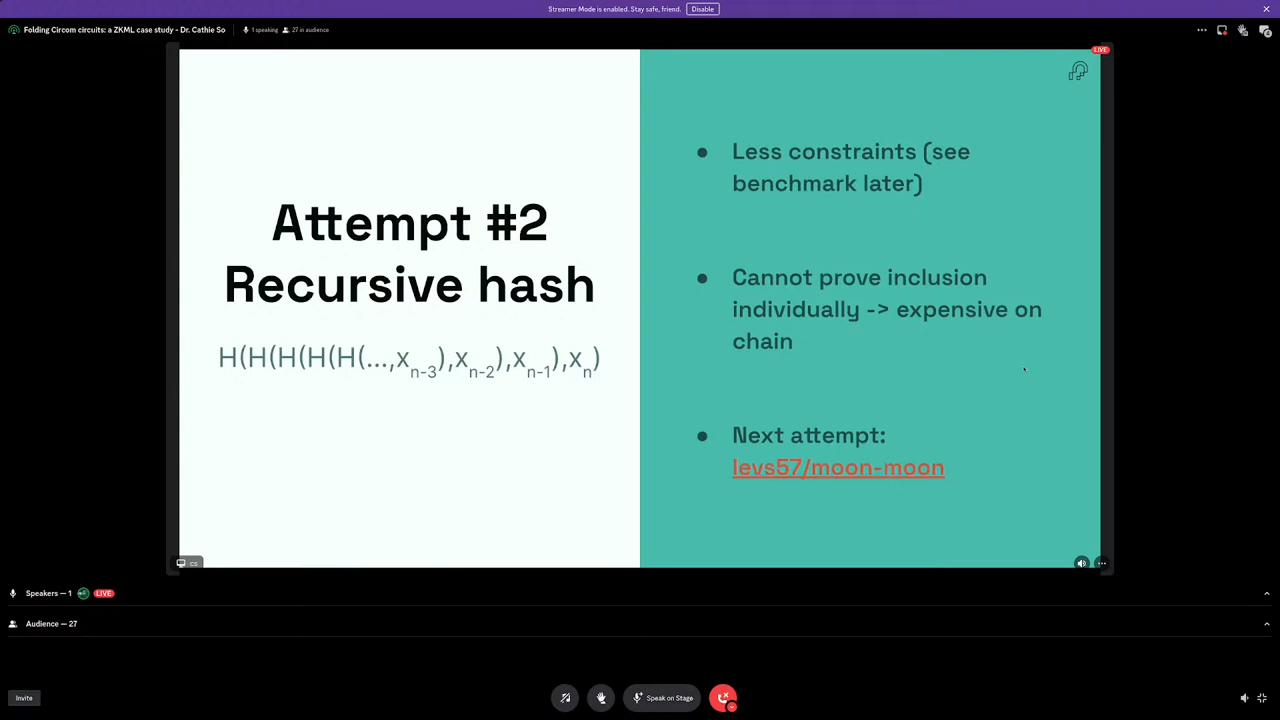 Streamer Mode is enabled. Stay safe, friend. Disable
Folding Circom circuits: a ZKML case study - Dr. Cathie So
1 speaking 27 in audience
LIVE
Attempt #2
Recursive hash
H(H(H(H(H(...,xn-3),xn-2),xn-1),xn)
Less constraints (see
benchmark later)
Cannot prove inclusion
individually -> expensive on
chain
Next attempt:
levs57/moon-moon
cs
Speakers — 1 LIVE
Audience — 27
Invite
Speak on Stage